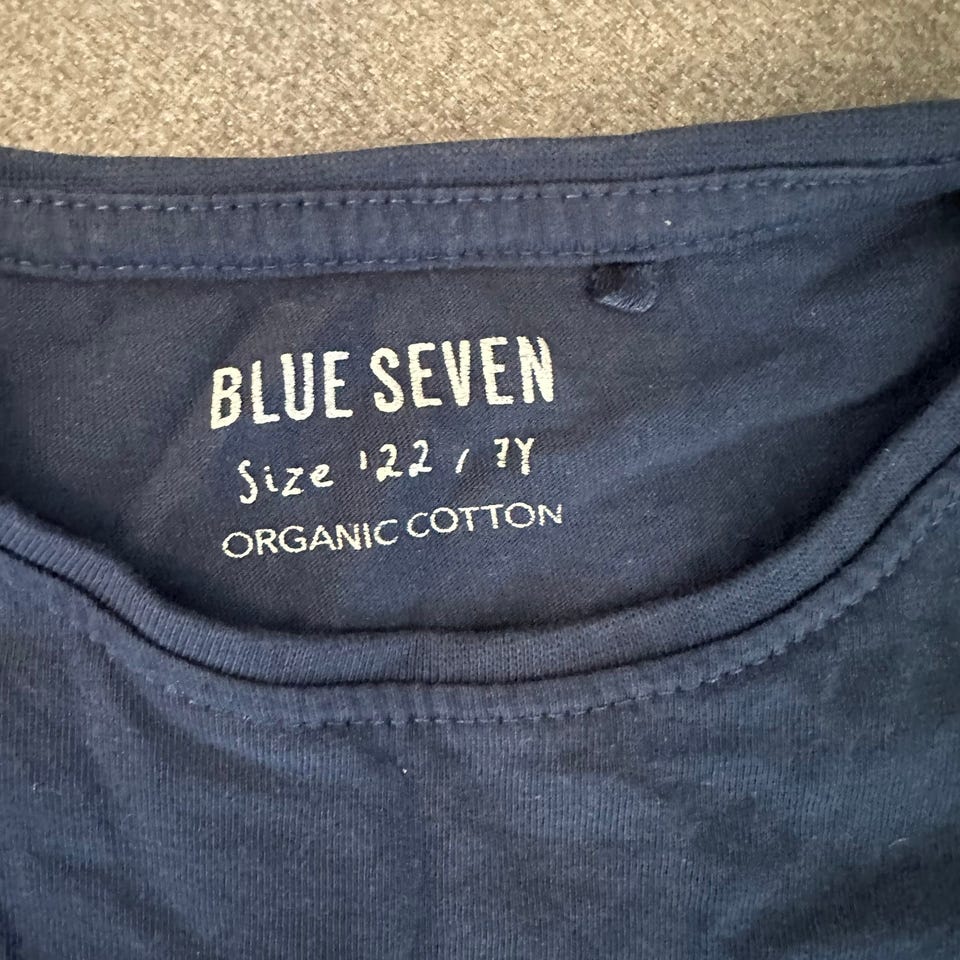 BLUE SEVEN
Size 122 / 7Y
ORGANIC COTTON